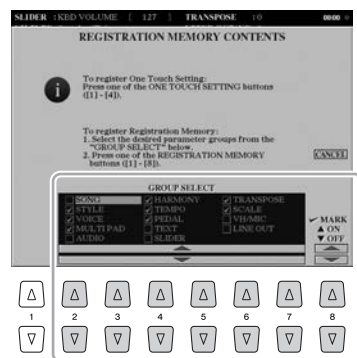 SLIDER : KBD VOLUME [ 127 ] TRANSPOSE : 0 00:00
REGISTRATION MEMORY CONTENTS
To register One Touch Setting:
Press one of the ONE TOUCH SETTING buttons
([1] - [4]).
To register Registration Memory:
1. Select the desired parameter groups from the
"GROUP SELECT" below.
2. Press one of the REGISTRATION MEMORY
buttons ([1] - [8]).
CANCEL
GROUP SELECT
SONG HARMONY TRANSPOSE
STYLE TEMPO SCALE
VOICE PEDAL VH/MIC
MULTI PAD TEXT LINE OUT
AUDIO SLIDER
MARK
ON
OFF
1 2 3 4 5 6 7 8